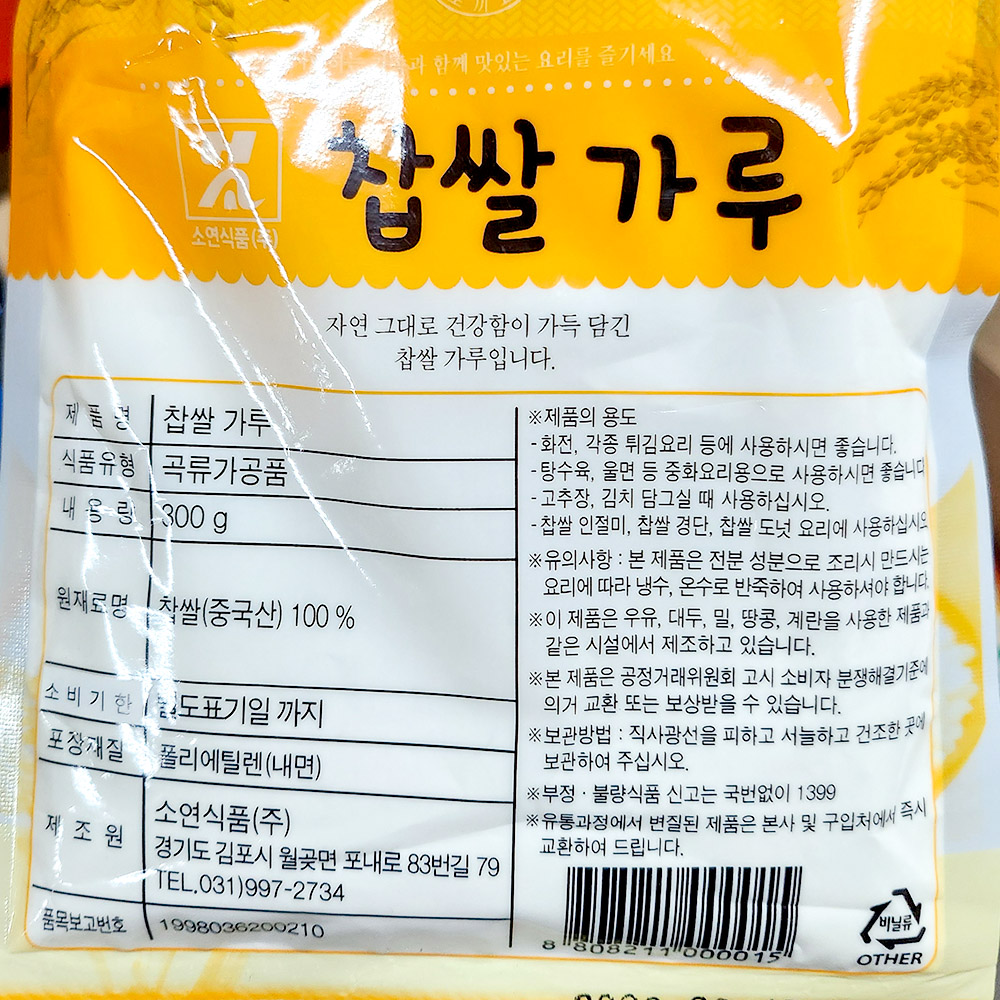 과 함께 맛있는 요리를 즐기세요
소연식품(주)
찹쌀 가루
자연 그대로 건강함이 가득 담긴
찹쌀 가루입니다.
제 품 명 찹쌀 가루
식품유형 곡류가공품
내 용 량 300 g
원재료명 찹쌀(중국산) 100 %
소 비 기 한 별도표기일 까지
포장재질 폴리에틸렌(내면)
제 조 원 소연식품(주)
경기도 김포시 월곶면 포내로 83번길 79
TEL.031)997-2734
품목보고번호 1998036200210
※제품의 용도
- 화전, 각종 튀김요리 등에 사용하시면 좋습니다.
- 탕수육, 울면 등 중화요리용으로 사용하시면 좋습니다
- 고추장, 김치 담그실 때 사용하십시오.
- 찹쌀 인절미, 찹쌀 경단, 찹쌀 도넛 요리에 사용하십시오
※유의사항 : 본 제품은 전분 성분으로 조리시 만드시는
요리에 따라 냉수, 온수로 반죽하여 사용하셔야 합니다.
※이 제품은 우유, 대두, 밀, 땅콩, 계란을 사용한 제품과
같은 시설에서 제조하고 있습니다.
※본 제품은 공정거래위원회 고시 소비자 분쟁해결기준에
의거 교환 또는 보상받을 수 있습니다.
※보관방법 : 직사광선을 피하고 서늘하고 건조한 곳에
보관하여 주십시오.
※부정 · 불량식품 신고는 국번없이 1399
※유통과정에서 변질된 제품은 본사 및 구입처에서 즉시
교환하여 드립니다.
8 808211 000015
비닐류
OTHER